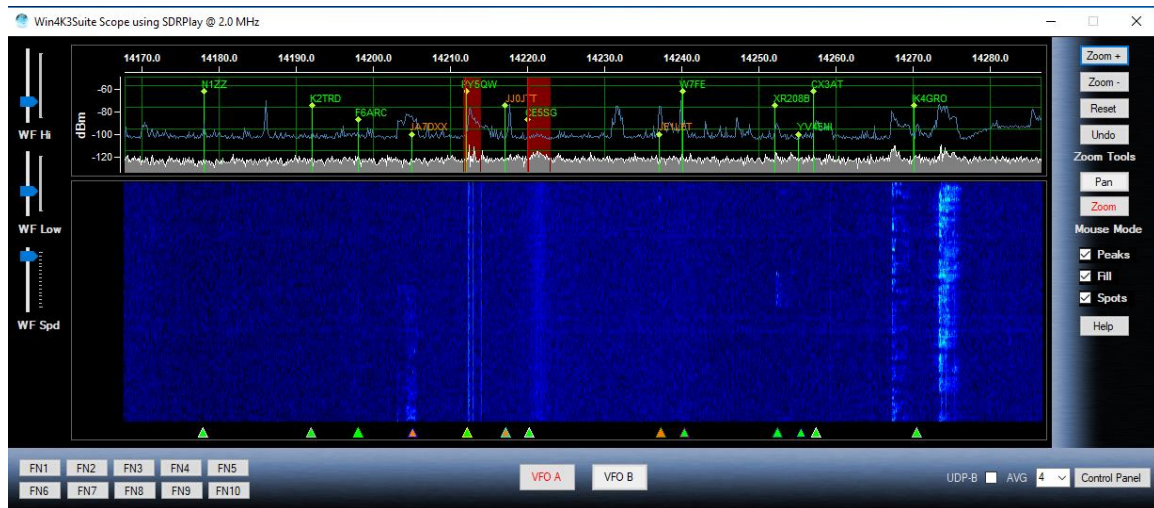 Win4K3Suite Scope using SDRPlay @ 2.0 MHz
14170.0 14180.0 14190.0 14200.0 14210.0 14220.0 14230.0 14240.0 14250.0 14260.0 14270.0 14280.0
Zoom +
Zoom -
Reset
Undo
Zoom Tools
Pan
Zoom
Mouse Mode
Peaks
Fill
Spots
Help
WF Hi
WF Low
WF Spd
dBm
-60
-80
-100
-120
N1ZZ
W7FE
CX3AT
K2TRD
JJ0JTT
XR208B
K4GRO
F6ARC
CE5SG
JA7DXX
FN1 FN2 FN3 FN4 FN5
FN6 FN7 FN8 FN9 FN10
VFO A VFO B
UDP-B AVG 4 Control Panel